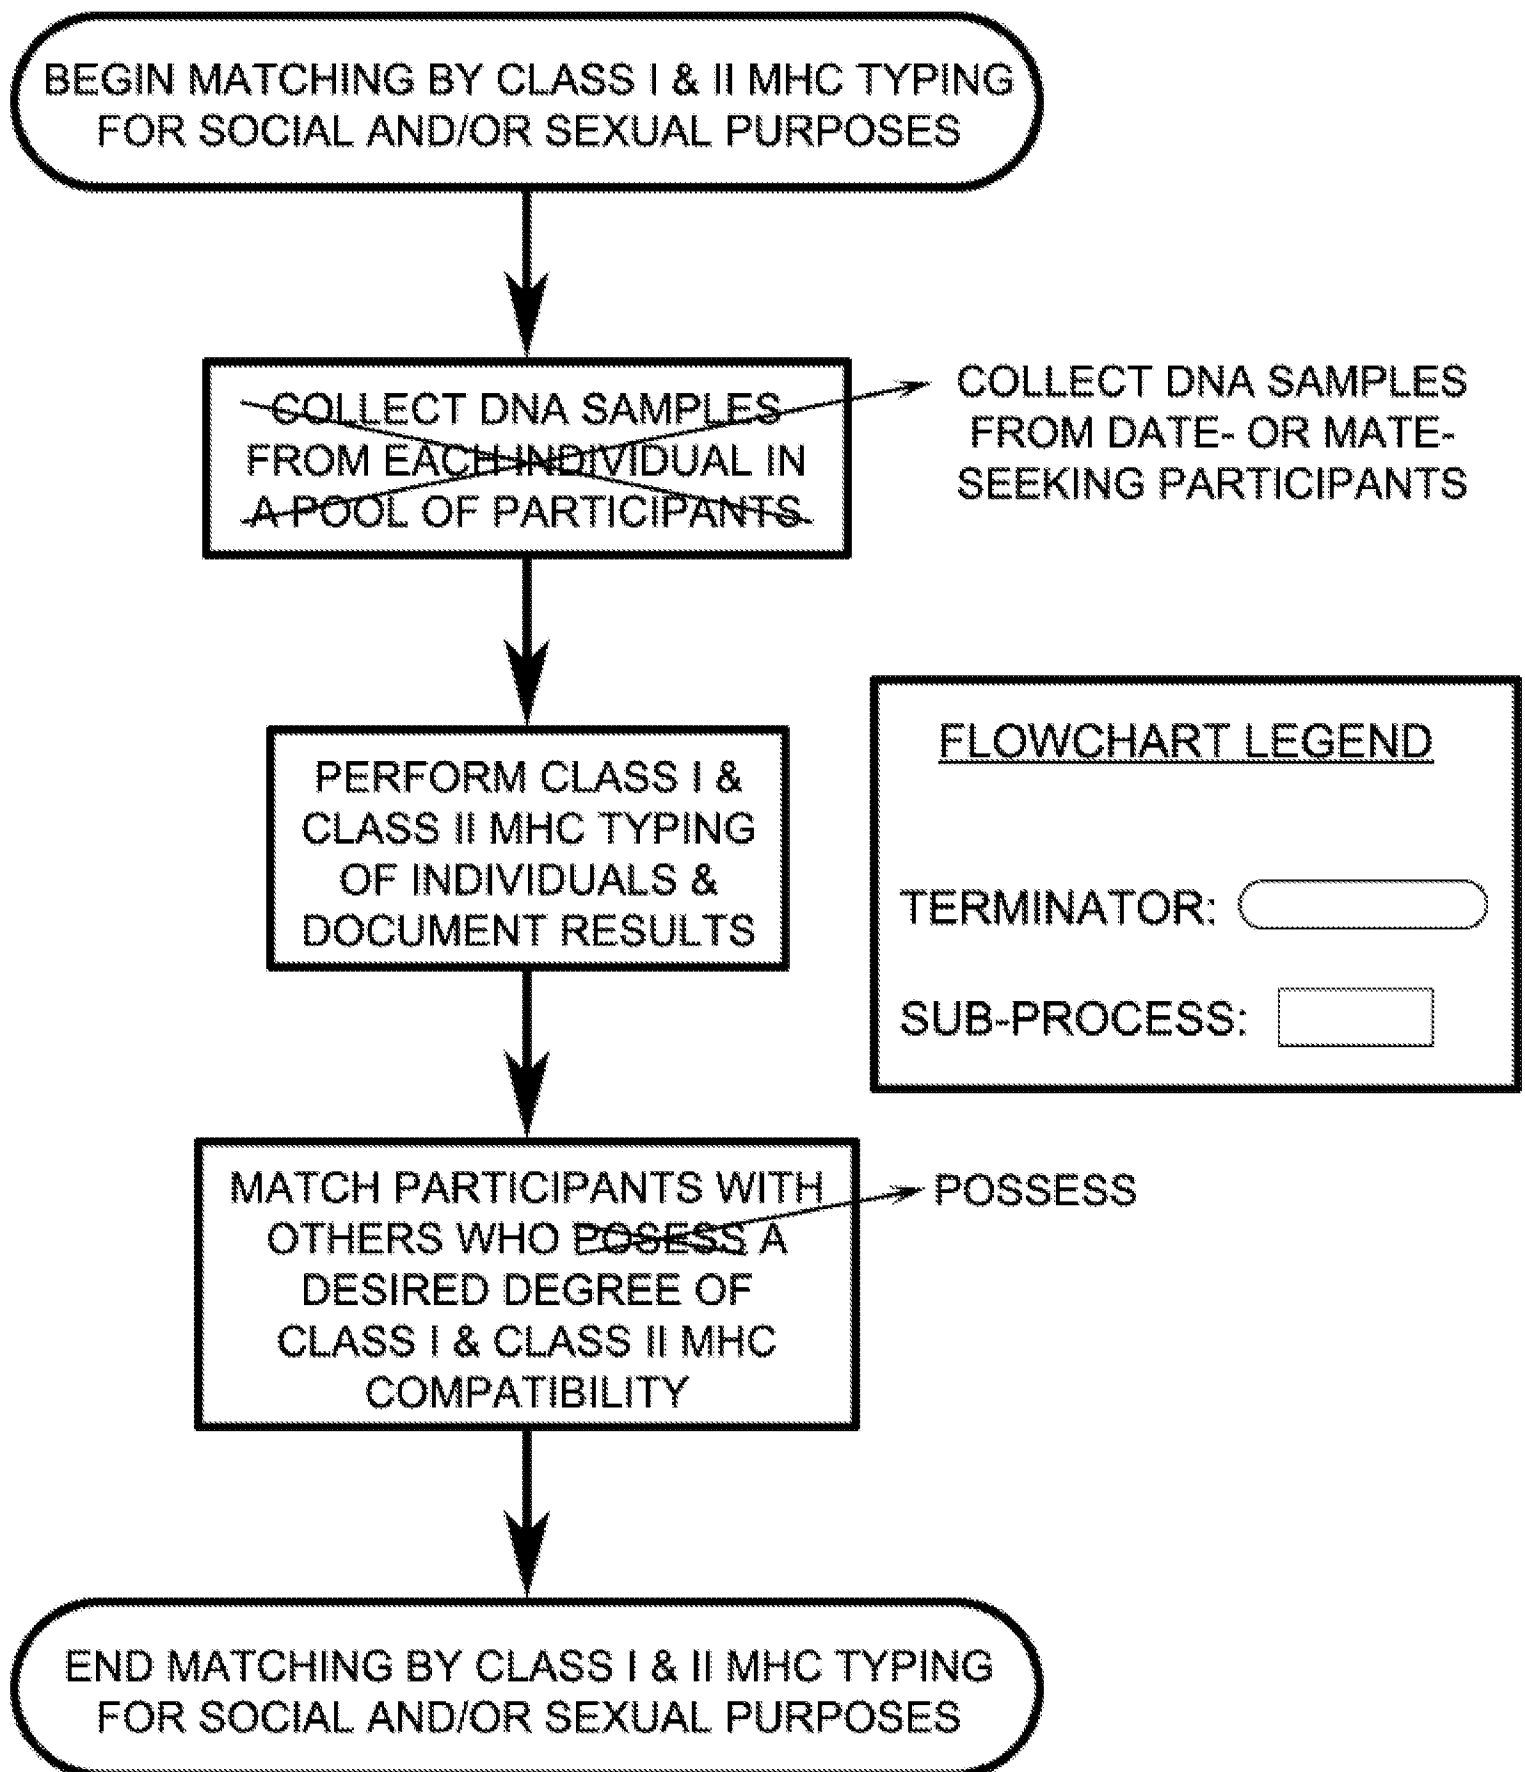 BEGIN MATCHING BY CLASS I & II MHC TYPING
FOR SOCIAL AND/OR SEXUAL PURPOSES
COLLECT DNA SAMPLES
FROM EACH INDIVIDUAL IN
A POOL OF PARTICIPANTS
COLLECT DNA SAMPLES
FROM DATE- OR MATE-
SEEKING PARTICIPANTS
PERFORM CLASS I &
CLASS II MHC TYPING
OF INDIVIDUALS &
DOCUMENT RESULTS
FLOWCHART LEGEND
TERMINATOR:
SUB-PROCESS:
MATCH PARTICIPANTS WITH
OTHERS WHO POSESS A
DESIRED DEGREE OF
CLASS I & CLASS II MHC
COMPATIBILITY
POSSESS
END MATCHING BY CLASS I & II MHC TYPING
FOR SOCIAL AND/OR SEXUAL PURPOSES